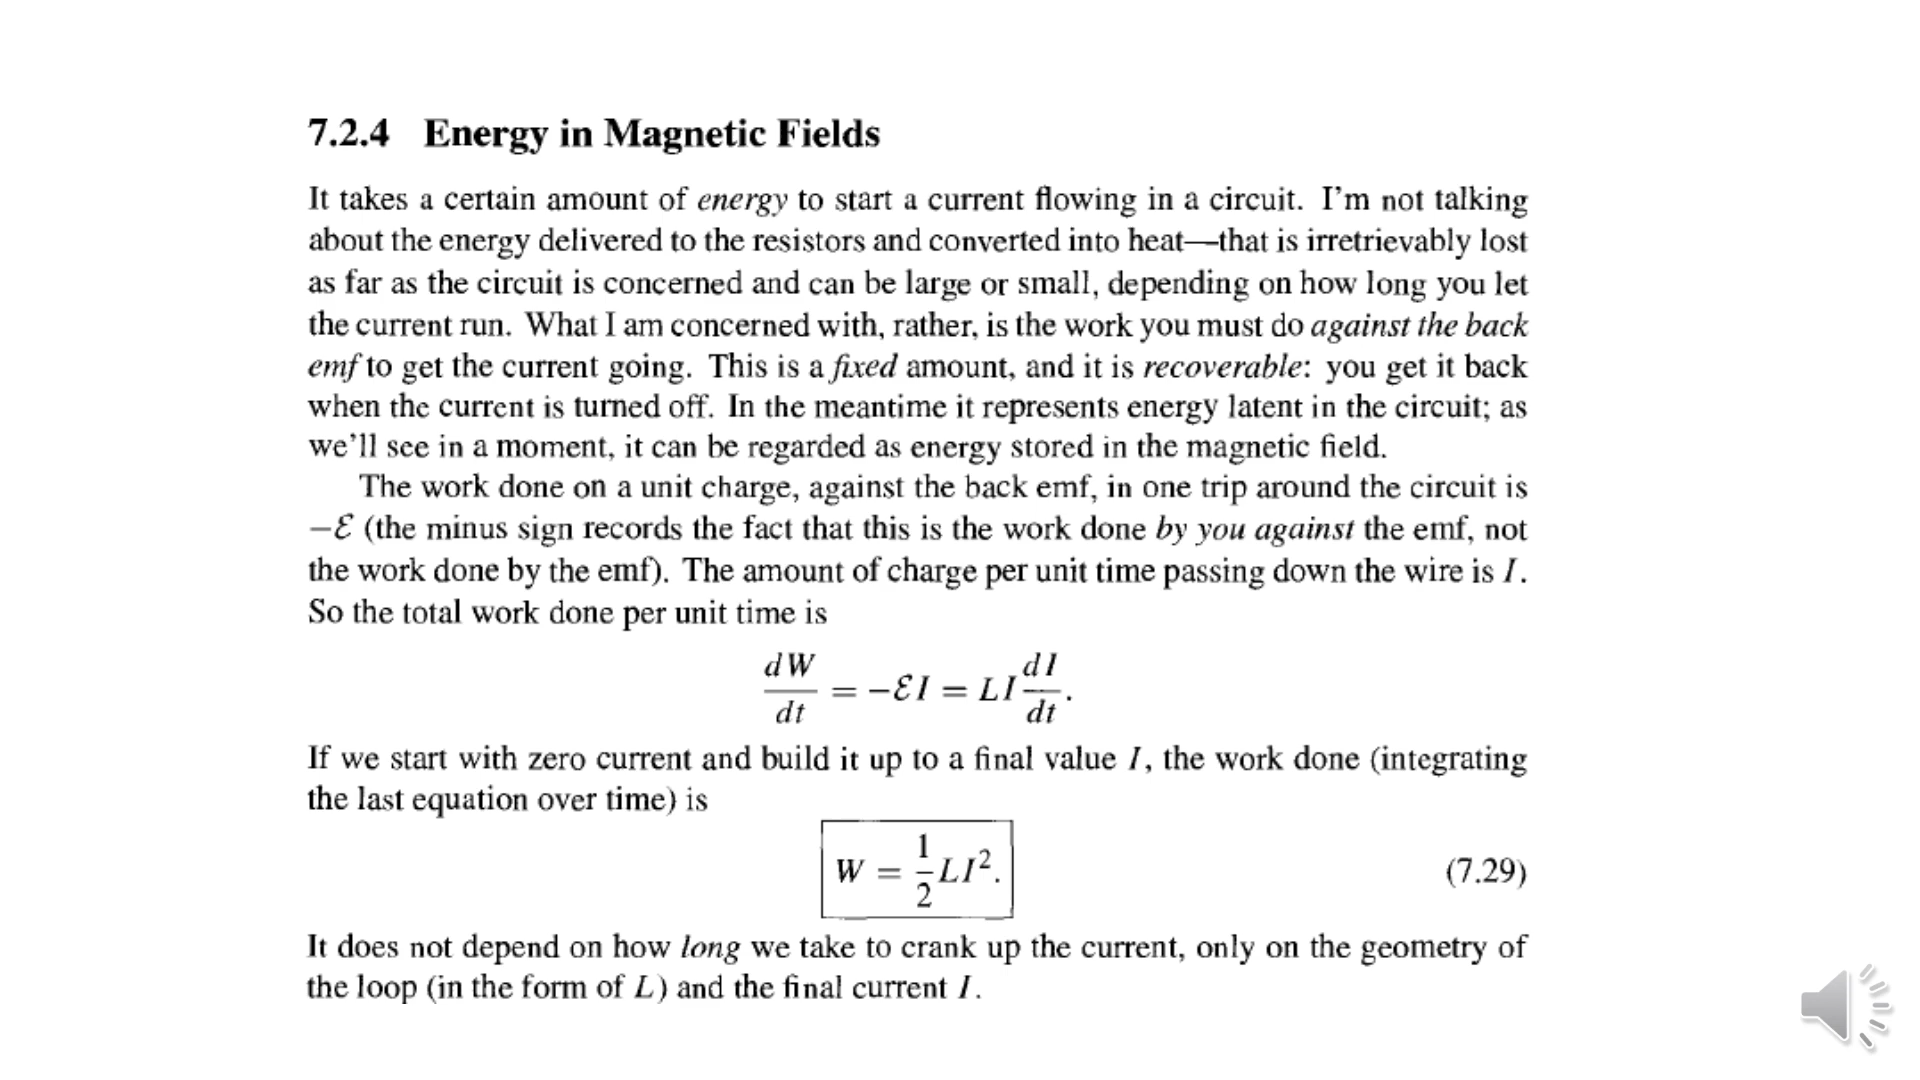 7.2.4 Energy in Magnetic Fields
It takes a certain amount of energy to start a current flowing in a circuit. I'm not talking
about the energy delivered to the resistors and converted into heat—that is irretrievably lost
as far as the circuit is concerned and can be large or small, depending on how long you let
the current run. What I am concerned with, rather, is the work you must do against the back
emf to get the current going. This is a fixed amount, and it is recoverable: you get it back
when the current is turned off. In the meantime it represents energy latent in the circuit; as
we'll see in a moment, it can be regarded as energy stored in the magnetic field.
The work done on a unit charge, against the back emf, in one trip around the circuit is
−ℰ (the minus sign records the fact that this is the work done by you against the emf, not
the work done by the emf). The amount of charge per unit time passing down the wire is I.
So the total work done per unit time is
dW/dt = −ℰI = LI dI/dt.
If we start with zero current and build it up to a final value I, the work done (integrating
the last equation over time) is
W = 1/2 LI². (7.29)
It does not depend on how long we take to crank up the current, only on the geometry of
the loop (in the form of L) and the final current I.